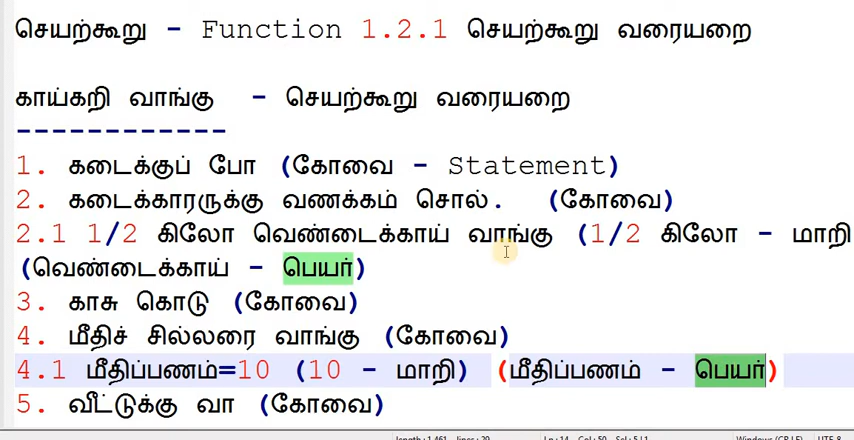 செயற்கூறு - Function 1.2.1 செயற்கூறு வரையறை
காய்கறி வாங்கு - செயற்கூறு வரையறை
------------
1. கடைக்குப் போ (கோவை - Statement)
2. கடைக்காரருக்கு வணக்கம் சொல். (கோவை)
2.1 1/2 கிலோ வெண்டைக்காய் வாங்கு (1/2 கிலோ - மாறி
(வெண்டைக்காய் - பெயர்)
3. காசு கொடு (கோவை)
4. மீதிச் சில்லரை வாங்கு (கோவை)
4.1 மீதிப்பணம்=10 (10 - மாறி) (மீதிப்பணம் - பெயர்)
5. வீட்டுக்கு வா (கோவை)